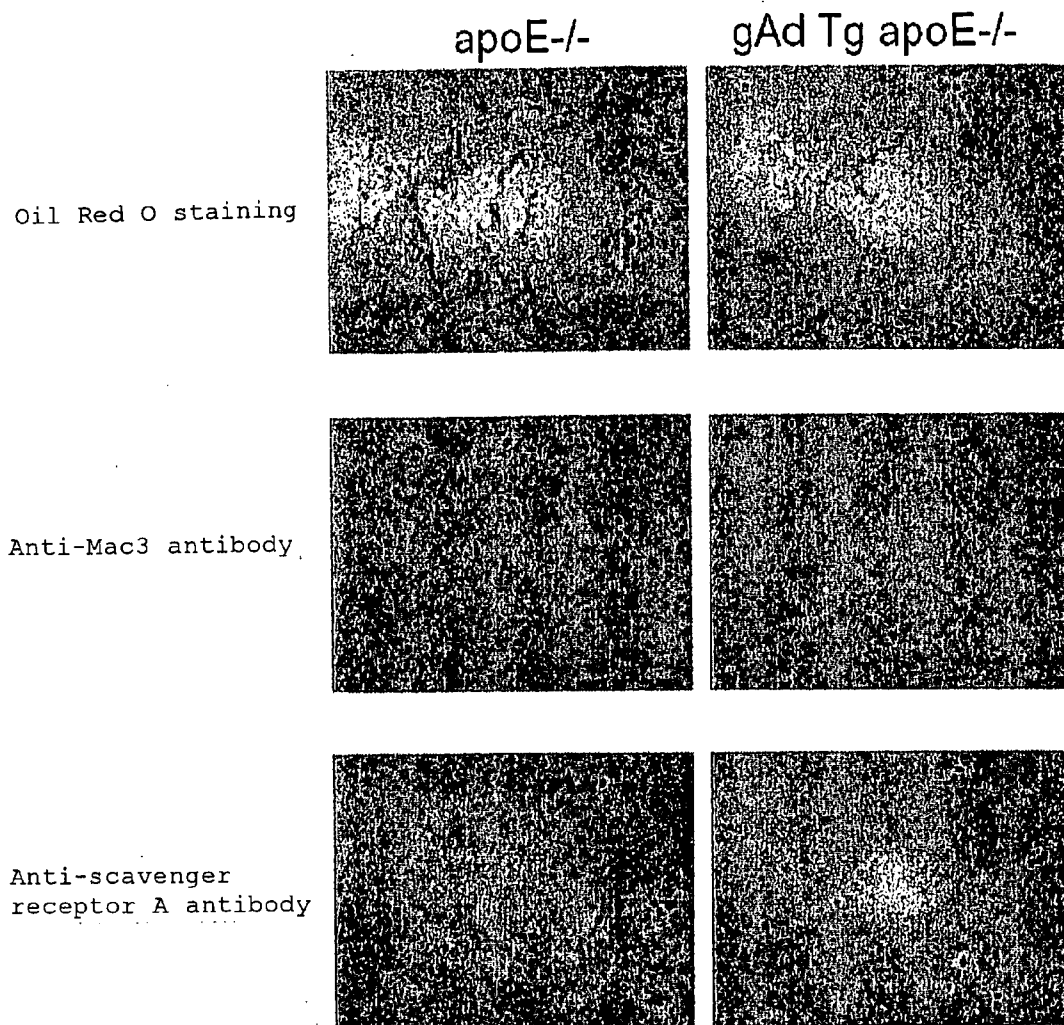 apoE-/-
gAd Tg apoE-/-
Oil Red O staining
Anti-Mac3 antibody
Anti-scavenger
receptor A antibody